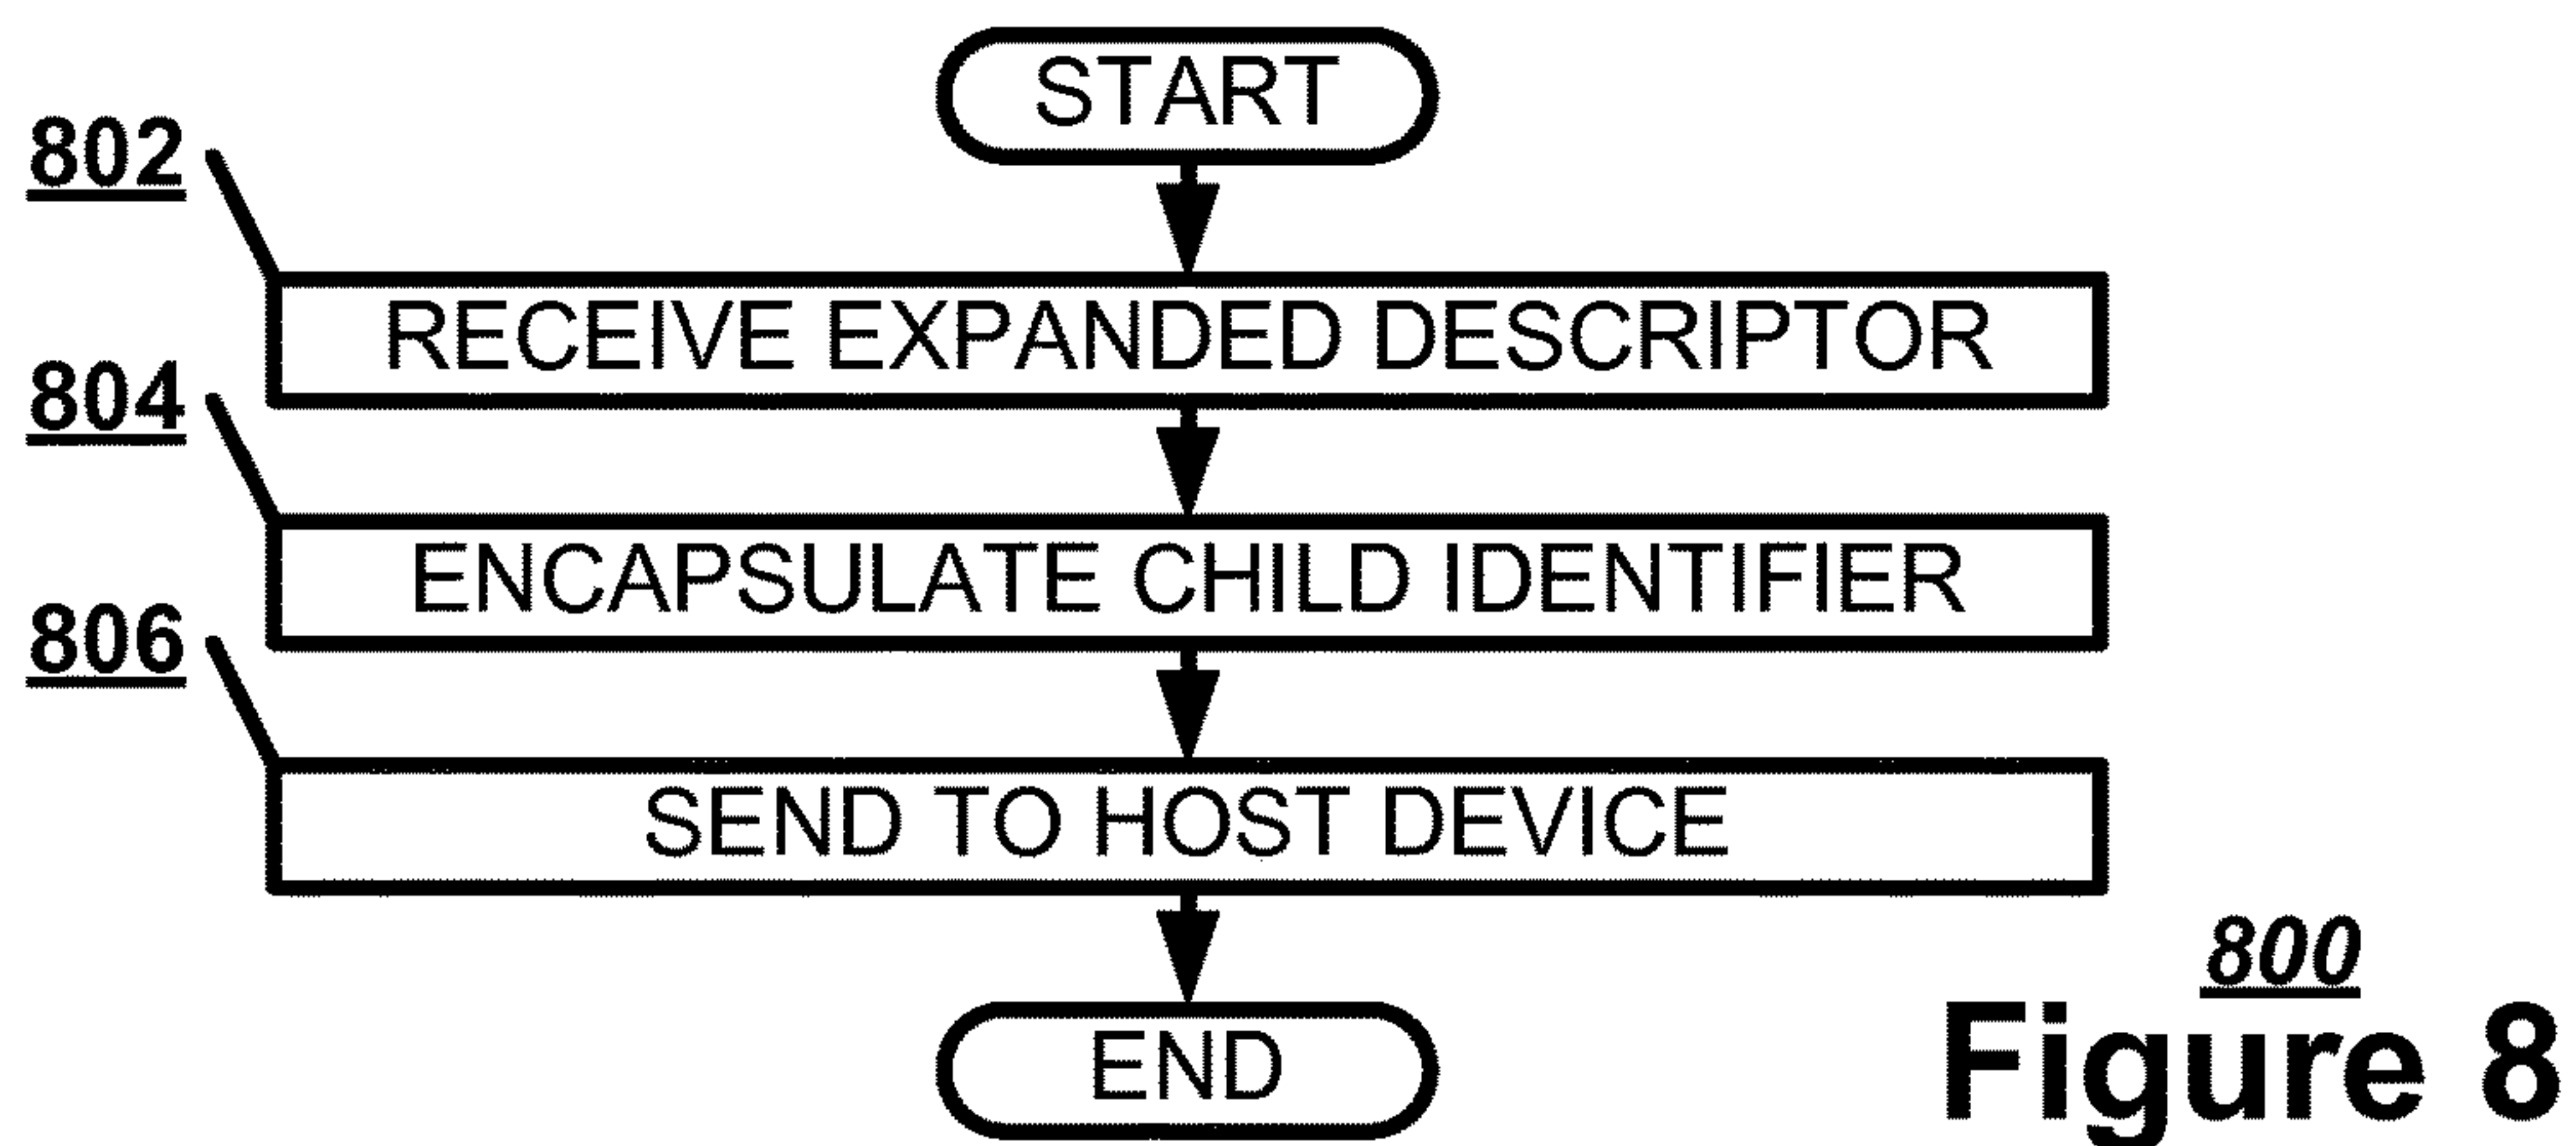 START
802
RECEIVE EXPANDED DESCRIPTOR
804
ENCAPSULATE CHILD IDENTIFIER
806
SEND TO HOST DEVICE
END
800
Figure 8